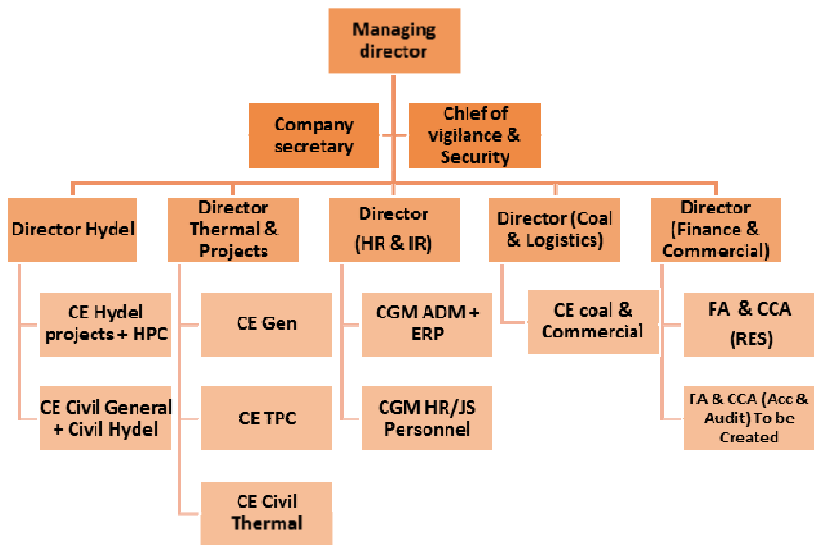 Managing
director
Company
secretary
Chief of
vigilance &
Security
Director Hydel
Director
Thermal &
Projects
Director
(HR & IR)
Director (Coal
& Logistics)
Director
(Finance &
Commercial)
CE Hydel
projects + HPC
CE Gen
CGM ADM +
ERP
CE coal &
Commercial
FA & CCA
(RES)
CE Civil General
+ Civil Hydel
CE TPC
CGM HR/JS
Personnel
FA & CCA (Acc &
Audit) To be
Created
CE Civil
Thermal